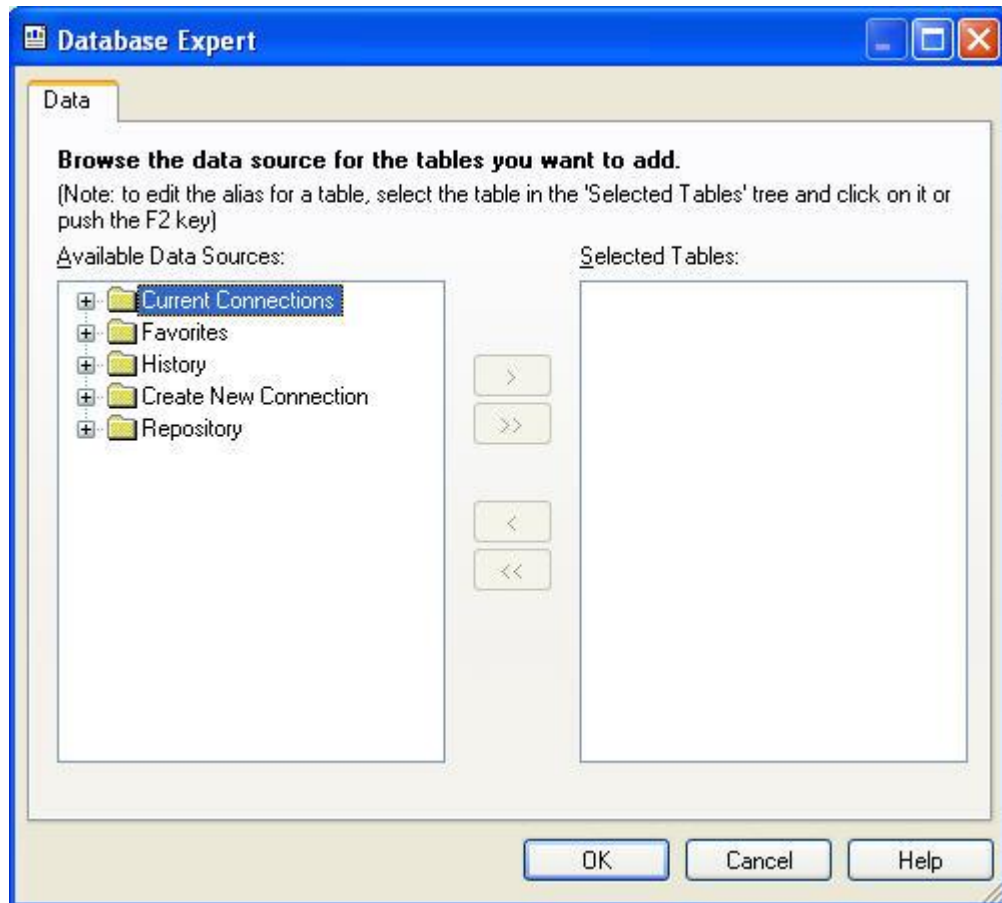 Database Expert
Data
Browse the data source for the tables you want to add.
(Note: to edit the alias for a table, select the table in the 'Selected Tables' tree and click on it or
push the F2 key)
Available Data Sources:
Selected Tables:
Current Connections
Favorites
History
Create New Connection
Repository
>
>>
<
<<
OK
Cancel
Help